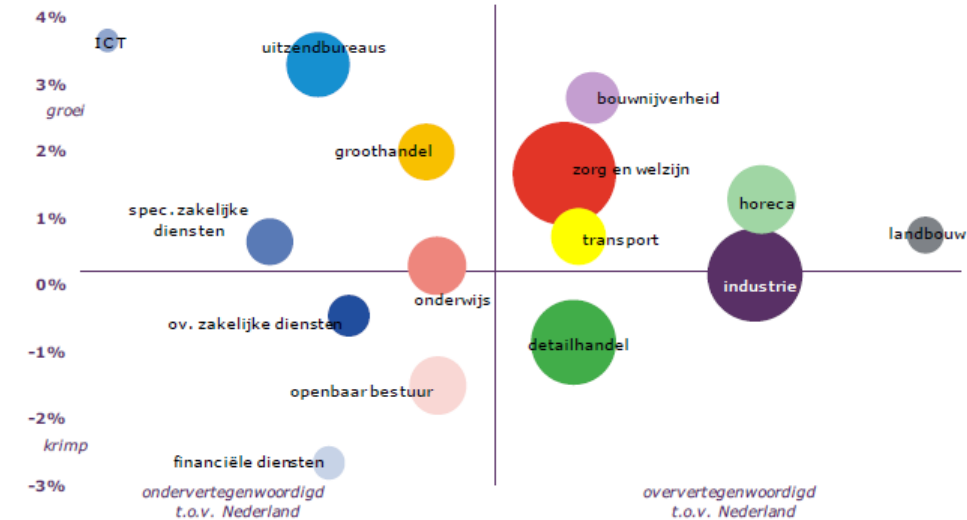 4%
ICT
uitzendbureaus
3%
groei
bouwnijverheid
2%
groothandel
zorg en welzijn
1%
spec.zakelijke
diensten
horeca
transport
landbouw
0%
onderwijs
industrie
ov. zakelijke diensten
-1%
detailhandel
openbaar bestuur
-2%
krimp
financiële diensten
-3%
ondervertegenwoordigd
t.o.v. Nederland
oververtegenwoordigd
t.o.v. Nederland